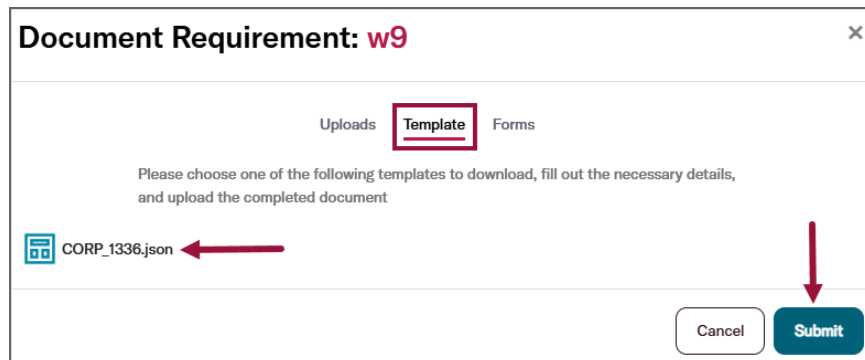 Document Requirement: w9
×
Uploads Template Forms
Please choose one of the following templates to download, fill out the necessary details,
and upload the completed document
CORP_1336.json
Cancel Submit